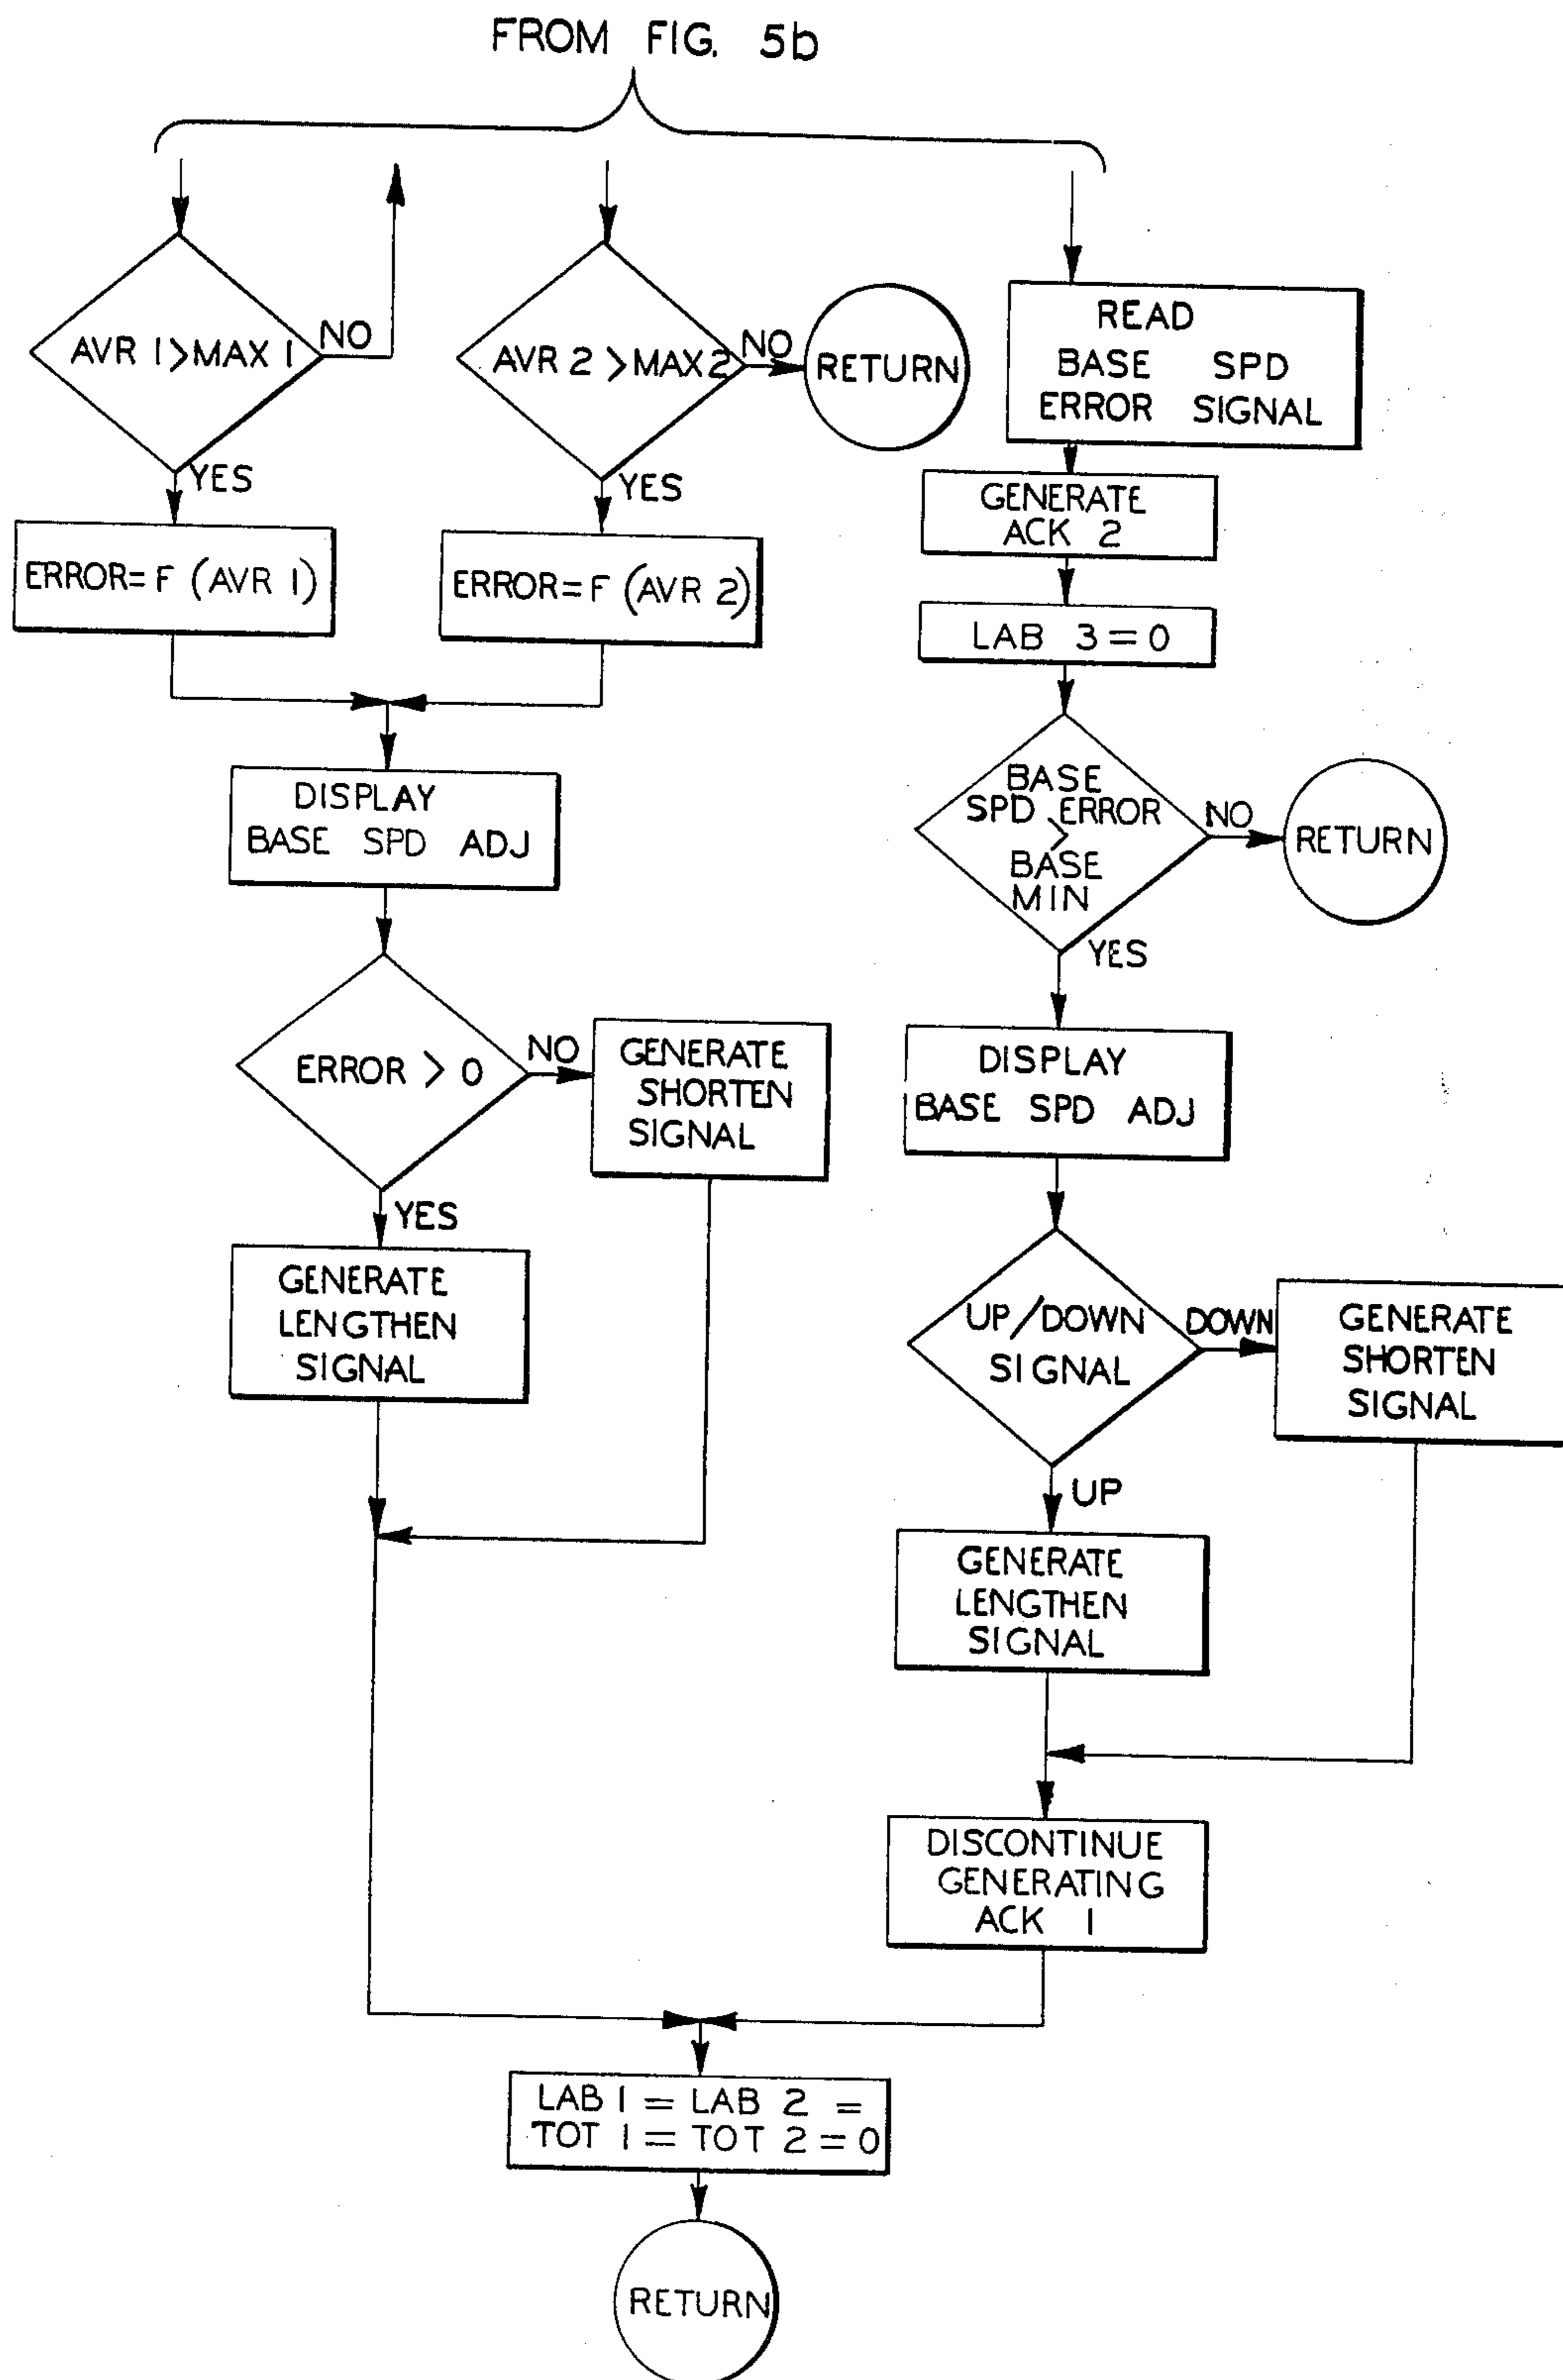 FROM FIG. 5b
AVR 1 > MAX 1
NO
YES
ERROR = F (AVR 1)
AVR 2 > MAX 2
NO
RETURN
YES
ERROR = F (AVR 2)
DISPLAY
BASE SPD ADJ
ERROR > 0
NO
GENERATE
SHORTEN
SIGNAL
YES
GENERATE
LENGTHEN
SIGNAL
READ
BASE SPD
ERROR SIGNAL
GENERATE
ACK 2
LAB 3 = 0
BASE
SPD ERROR
>
BASE
MIN
NO
RETURN
YES
DISPLAY
BASE SPD ADJ
UP/DOWN
SIGNAL
DOWN
GENERATE
SHORTEN
SIGNAL
UP
GENERATE
LENGTHEN
SIGNAL
DISCONTINUE
GENERATING
ACK 1
LAB 1 = LAB 2 =
TOT 1 = TOT 2 = 0
RETURN